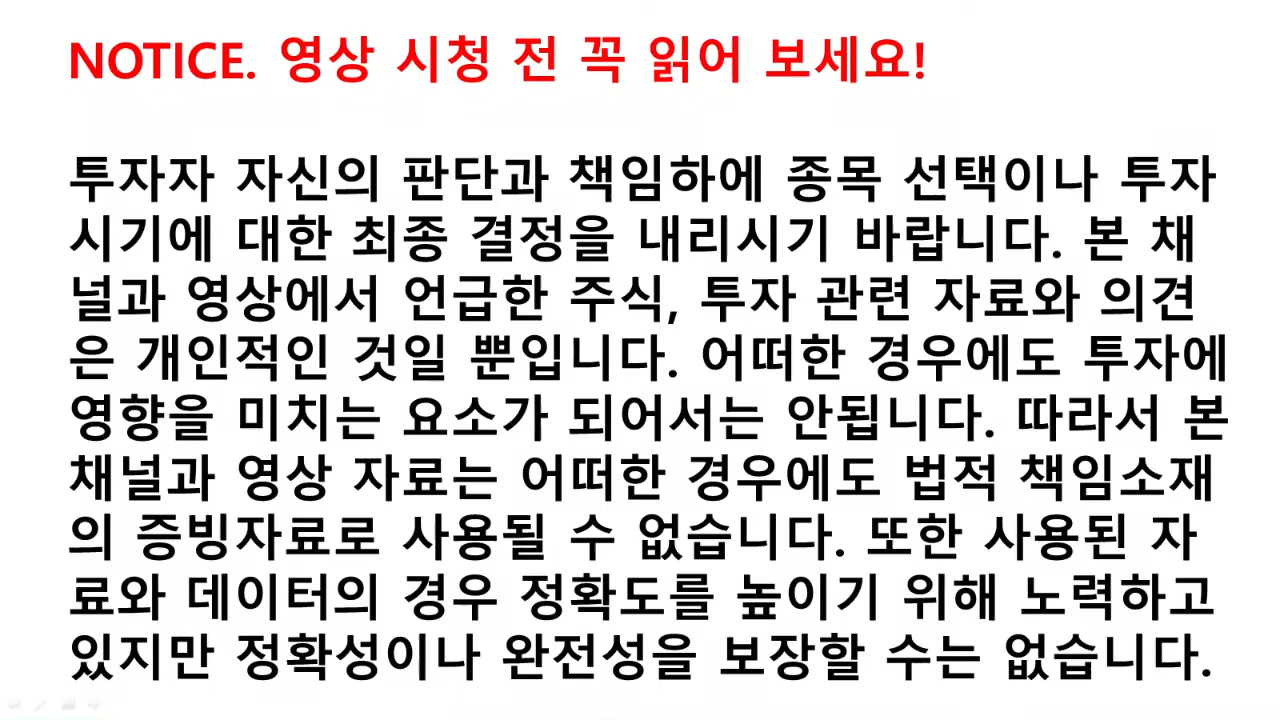 NOTICE. 영상 시청 전 꼭 읽어 보세요!
투자자 자신의 판단과 책임하에 종목 선택이나 투자
시기에 대한 최종 결정을 내리시기 바랍니다. 본 채
널과 영상에서 언급한 주식, 투자 관련 자료와 의견
은 개인적인 것일 뿐입니다. 어떠한 경우에도 투자에
영향을 미치는 요소가 되어서는 안됩니다. 따라서 본
채널과 영상 자료는 어떠한 경우에도 법적 책임소재
의 증빙자료로 사용될 수 없습니다. 또한 사용된 자
료와 데이터의 경우 정확도를 높이기 위해 노력하고
있지만 정확성이나 완전성을 보장할 수는 없습니다.